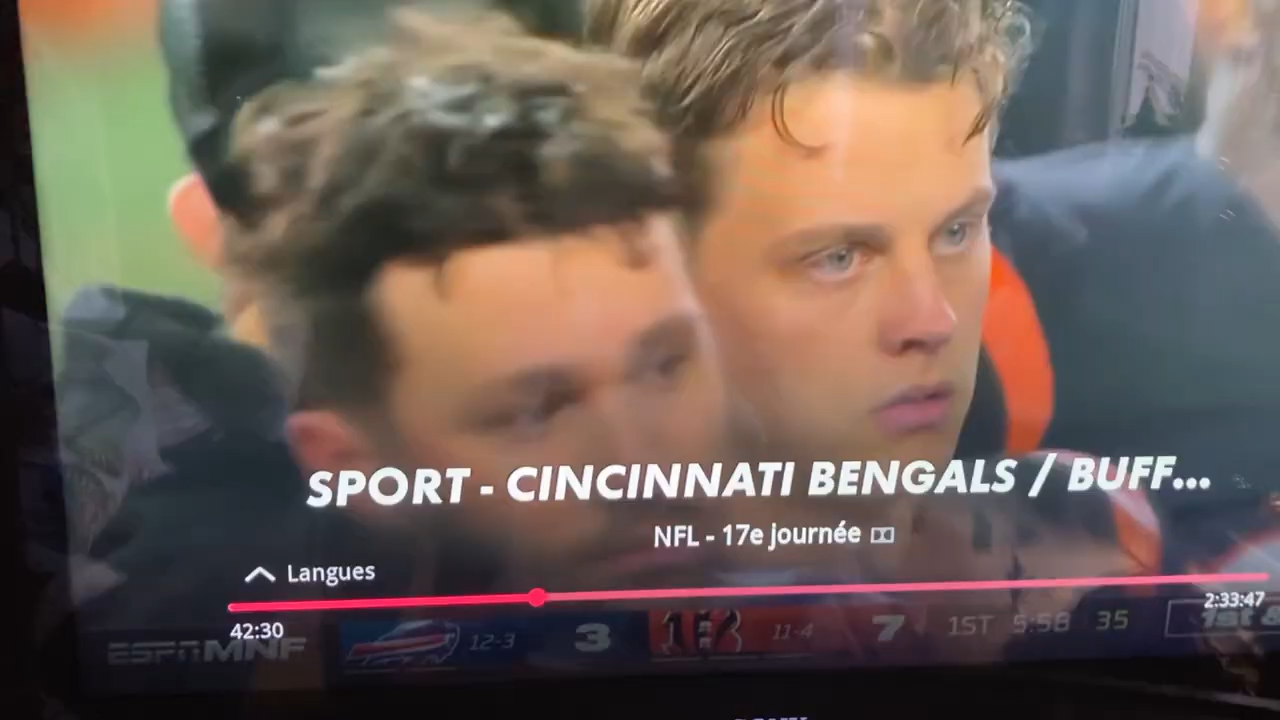 SPORT - CINCINNATI BENGALS / BUFF...
NFL - 17e journée
Langues
42:30
2:33:47
ESPN MNF 12-3 3 11-4 7 1ST 5:58 35 1st &